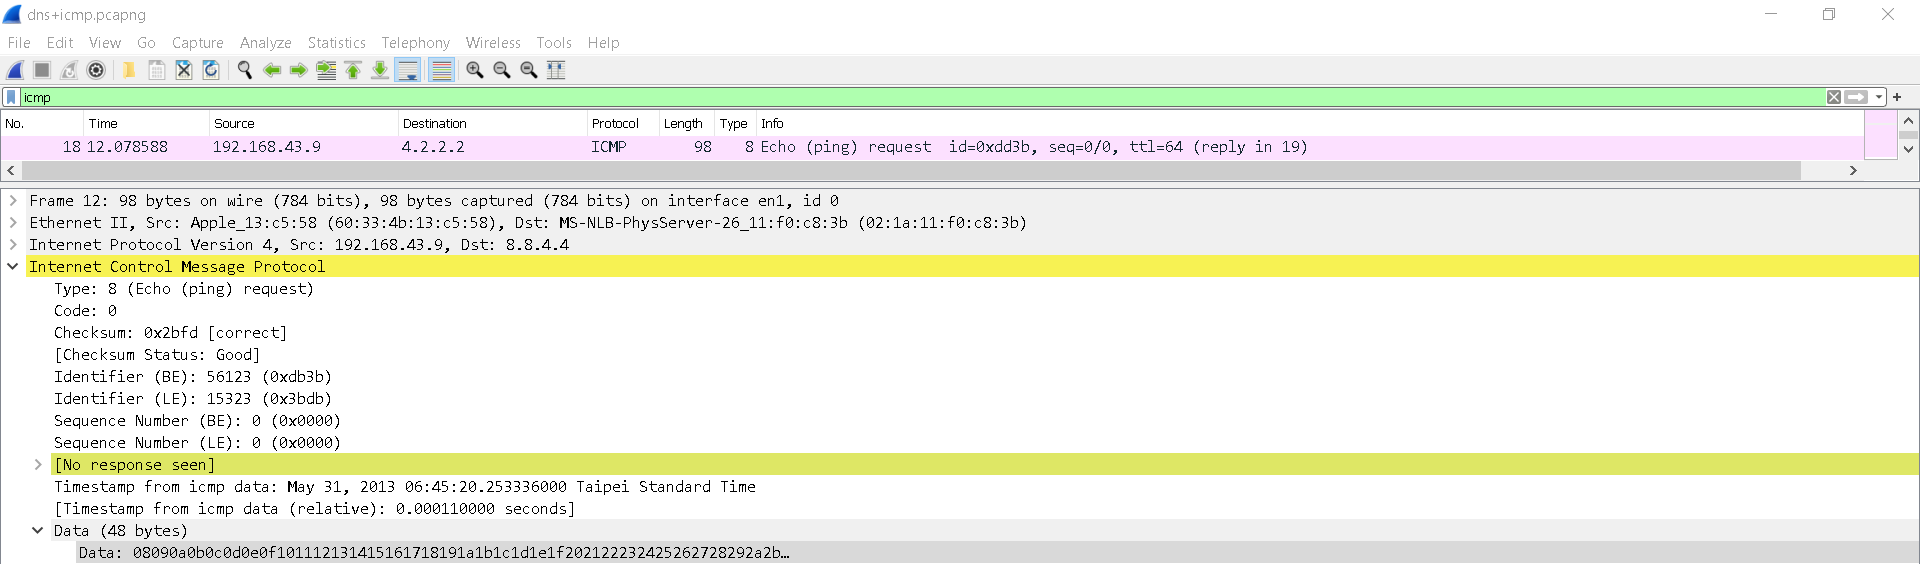 dns+icmp.pcapng
File Edit View Go Capture Analyze Statistics Telephony Wireless Tools Help
icmp
No. Time Source Destination Protocol Length Type Info
18 12.078588 192.168.43.9 4.2.2.2 ICMP 98 8 Echo (ping) request id=0xdd3b, seq=0/0, ttl=64 (reply in 19)
Frame 12: 98 bytes on wire (784 bits), 98 bytes captured (784 bits) on interface en1, id 0
Ethernet II, Src: Apple_13:c5:58 (60:33:4b:13:c5:58), Dst: MS-NLB-PhysServer-26_11:f0:c8:3b (02:1a:11:f0:c8:3b)
Internet Protocol Version 4, Src: 192.168.43.9, Dst: 8.8.4.4
Internet Control Message Protocol
Type: 8 (Echo (ping) request)
Code: 0
Checksum: 0x2bfd [correct]
[Checksum Status: Good]
Identifier (BE): 56123 (0xdb3b)
Identifier (LE): 15323 (0x3bdb)
Sequence Number (BE): 0 (0x0000)
Sequence Number (LE): 0 (0x0000)
[No response seen]
Timestamp from icmp data: May 31, 2013 06:45:20.253336000 Taipei Standard Time
[Timestamp from icmp data (relative): 0.000110000 seconds]
Data (48 bytes)
Data: 08090a0b0c0d0e0f101112131415161718191a1b1c1d1e1f202122232425262728292a2b…